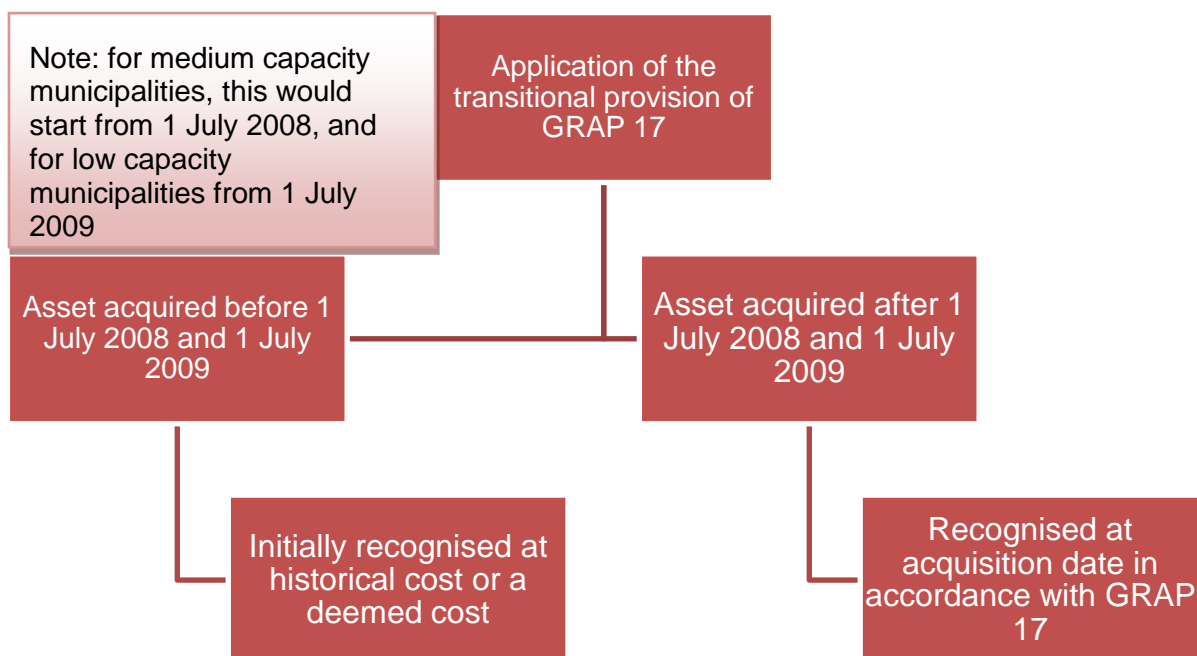 Note: for medium capacity
municipalities, this would
start from 1 July 2008, and
for low capacity
municipalities from 1 July
2009
Application of the
transitional provision of
GRAP 17
Asset acquired before 1
July 2008 and 1 July
2009
Asset acquired after 1
July 2008 and 1 July
2009
Initially recognised at
historical cost or a
deemed cost
Recognised at
acquisition date in
accordance with GRAP
17